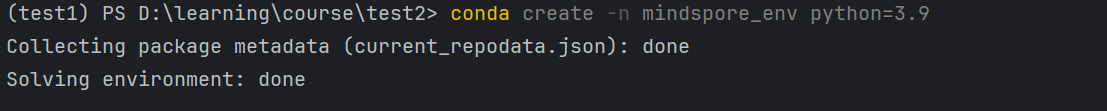 (test1) PS D:\learning\course\test2> conda create -n mindspore_env python=3.9
Collecting package metadata (current_repodata.json): done
Solving environment: done